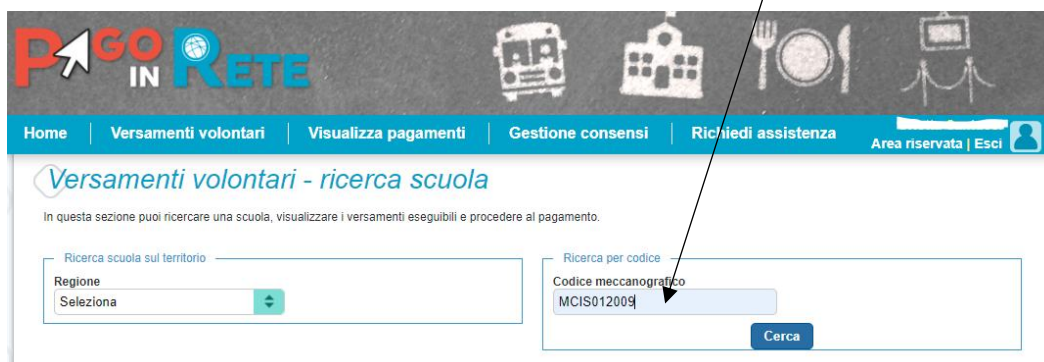 PAGO IN RETE
Home | Versamenti volontari | Visualizza pagamenti | Gestione consensi | Richiedi assistenza
Area riservata | Esci
Versamenti volontari - ricerca scuola
In questa sezione puoi ricercare una scuola, visualizzare i versamenti eseguibili e procedere al pagamento.
Ricerca scuola sul territorio
Regione
Seleziona
Ricerca per codice
Codice meccanografico
MCIS012009
Cerca